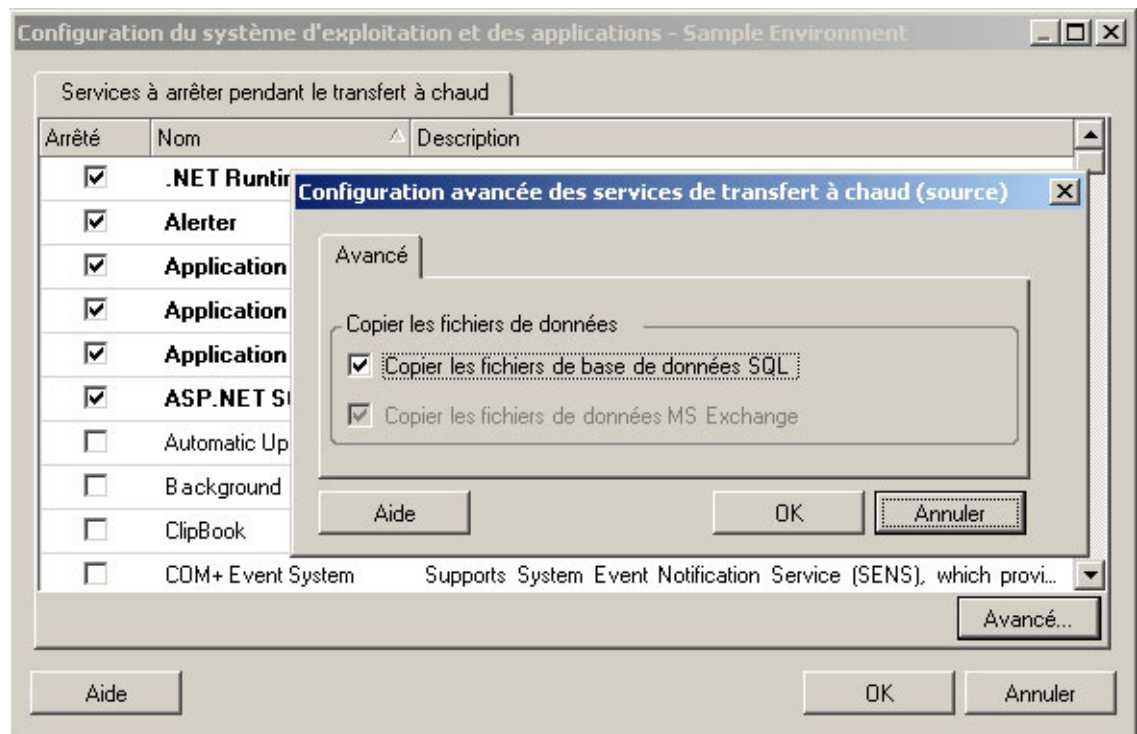 Configuration du système d'exploitation et des applications - Sample Environment
Services à arrêter pendant le transfert à chaud
Arrêté Nom Description
.NET
Alerter
Application
Application
Application
ASP.NET
Automatic
Background
ClipBook
COM+ Event System Supports System Event Notification Service (SENS), which provi...
Configuration avancée des services de transfert à chaud (source)
Avancé
Copier les fichiers de données
Copier les fichiers de base de données SQL
Copier les fichiers de données MS Exchange
Aide OK Annuler
Avancé...
Aide OK Annuler